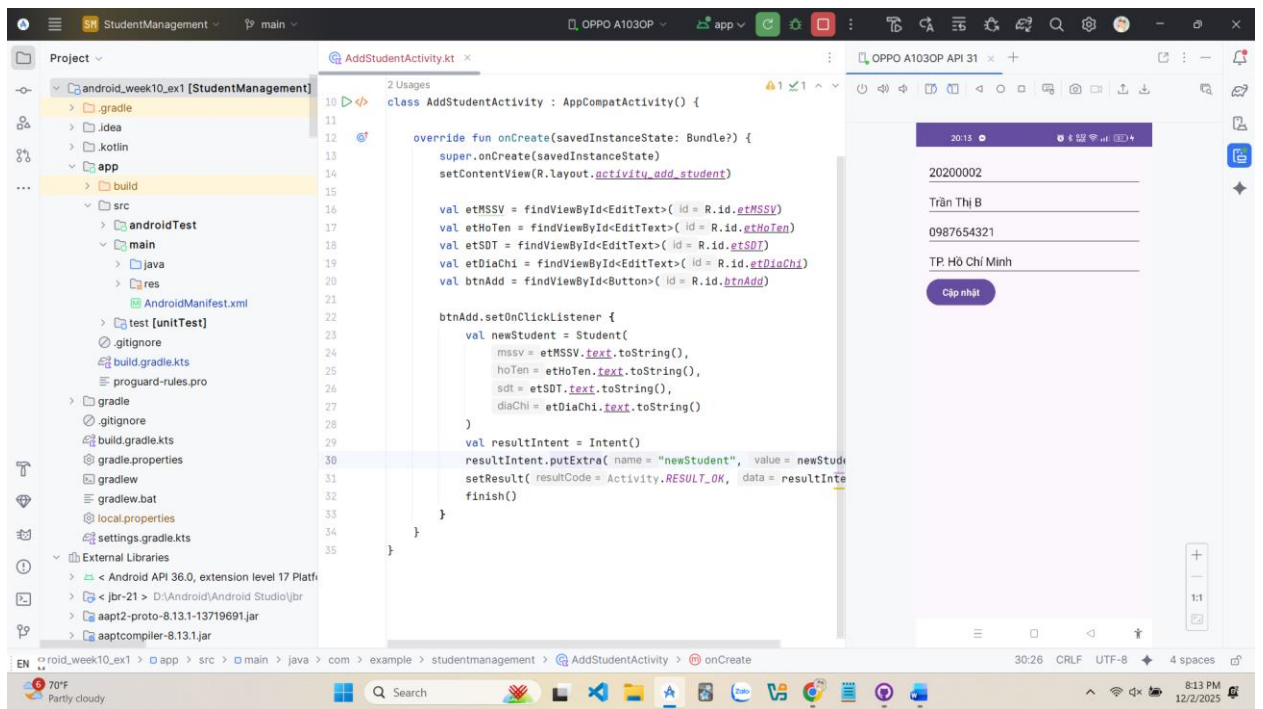 SM StudentManagement main OPPO A103OP app
Project
android_week10_ex1 [StudentManagement]
.gradle
.idea
.kotlin
app
build
src
androidTest
main
java
res
AndroidManifest.xml
test [unitTest]
.gitignore
build.gradle.kts
proguard-rules.pro
gradle
.gitignore
build.gradle.kts
gradle.properties
gradlew
gradlew.bat
local.properties
settings.gradle.kts
External Libraries
< Android API 36.0, extension level 17 Platf
< jbr-21 > D:\Android\Android Studio\jbr
aapt2-proto-8.13.1-13719691.jar
aaptcompiler-8.13.1.jar
AddStudentActivity.kt
2 Usages
1 1
10 class AddStudentActivity : AppCompatActivity() {
11
12 override fun onCreate(savedInstanceState: Bundle?) {
13 super.onCreate(savedInstanceState)
14 setContentView(R.layout.activity_add_student)
15
16 val etMSSV = findViewById<EditText>( id = R.id.etMSSV)
17 val etHoTen = findViewById<EditText>( id = R.id.etHoTen)
18 val etSDT = findViewById<EditText>( id = R.id.etSDT)
19 val etDiaChi = findViewById<EditText>( id = R.id.etDiaChi)
20 val btnAdd = findViewById<Button>( id = R.id.btnAdd)
21
22 btnAdd.setOnClickListener {
23 val newStudent = Student(
24 mssv = etMSSV.text.toString(),
25 hoTen = etHoTen.text.toString(),
26 sdt = etSDT.text.toString(),
27 diaChi = etDiaChi.text.toString()
28 )
29 val resultIntent = Intent()
30 resultIntent.putExtra( name = "newStudent", value = newStude
31 setResult( resultCode = Activity.RESULT_OK, data = resultInte
32 finish()
33 }
34 }
35 }
OPPO A103OP API 31
20:13
20200002
Trần Thị B
0987654321
TP. Hồ Chí Minh
Cập nhật
1:1
EN roid_week10_ex1 > app > src > main > java > com > example > studentmanagement > AddStudentActivity > onCreate 30:26 CRLF UTF-8 4 spaces
6
70°F
Partly cloudy
Search
Zalo
8:13 PM
12/2/2025